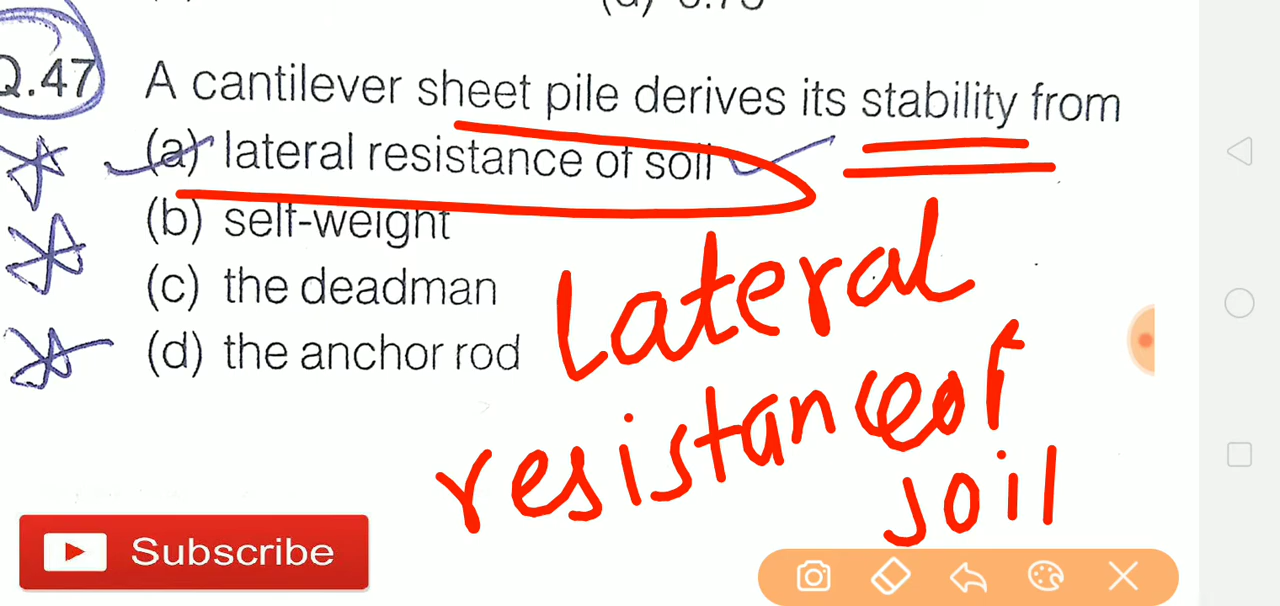 Q.47 A cantilever sheet pile derives its stability from
(a) lateral resistance of soil
(b) self-weight
(c) the deadman
(d) the anchor rod
Lateral
resistance of
soil
Subscribe